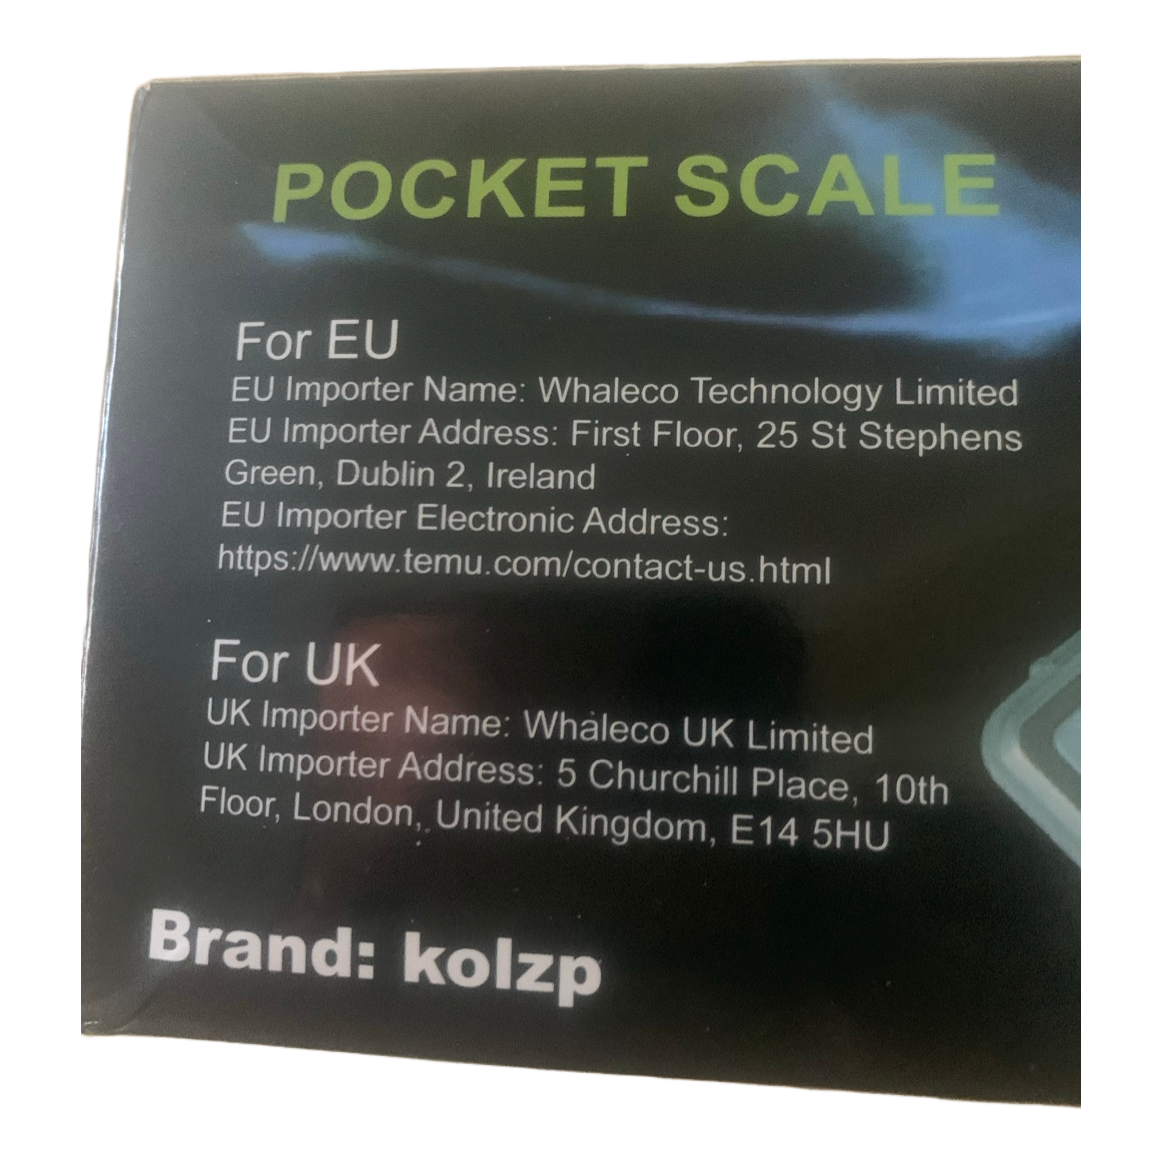 POCKET SCALE
For EU
EU Importer Name: Whaleco Technology Limited
EU Importer Address: First Floor, 25 St Stephens
Green, Dublin 2, Ireland
EU Importer Electronic Address:
https://www.temu.com/contact-us.html
For UK
UK Importer Name: Whaleco UK Limited
UK Importer Address: 5 Churchill Place, 10th
Floor, London, United Kingdom, E14 5HU
Brand: kolzp